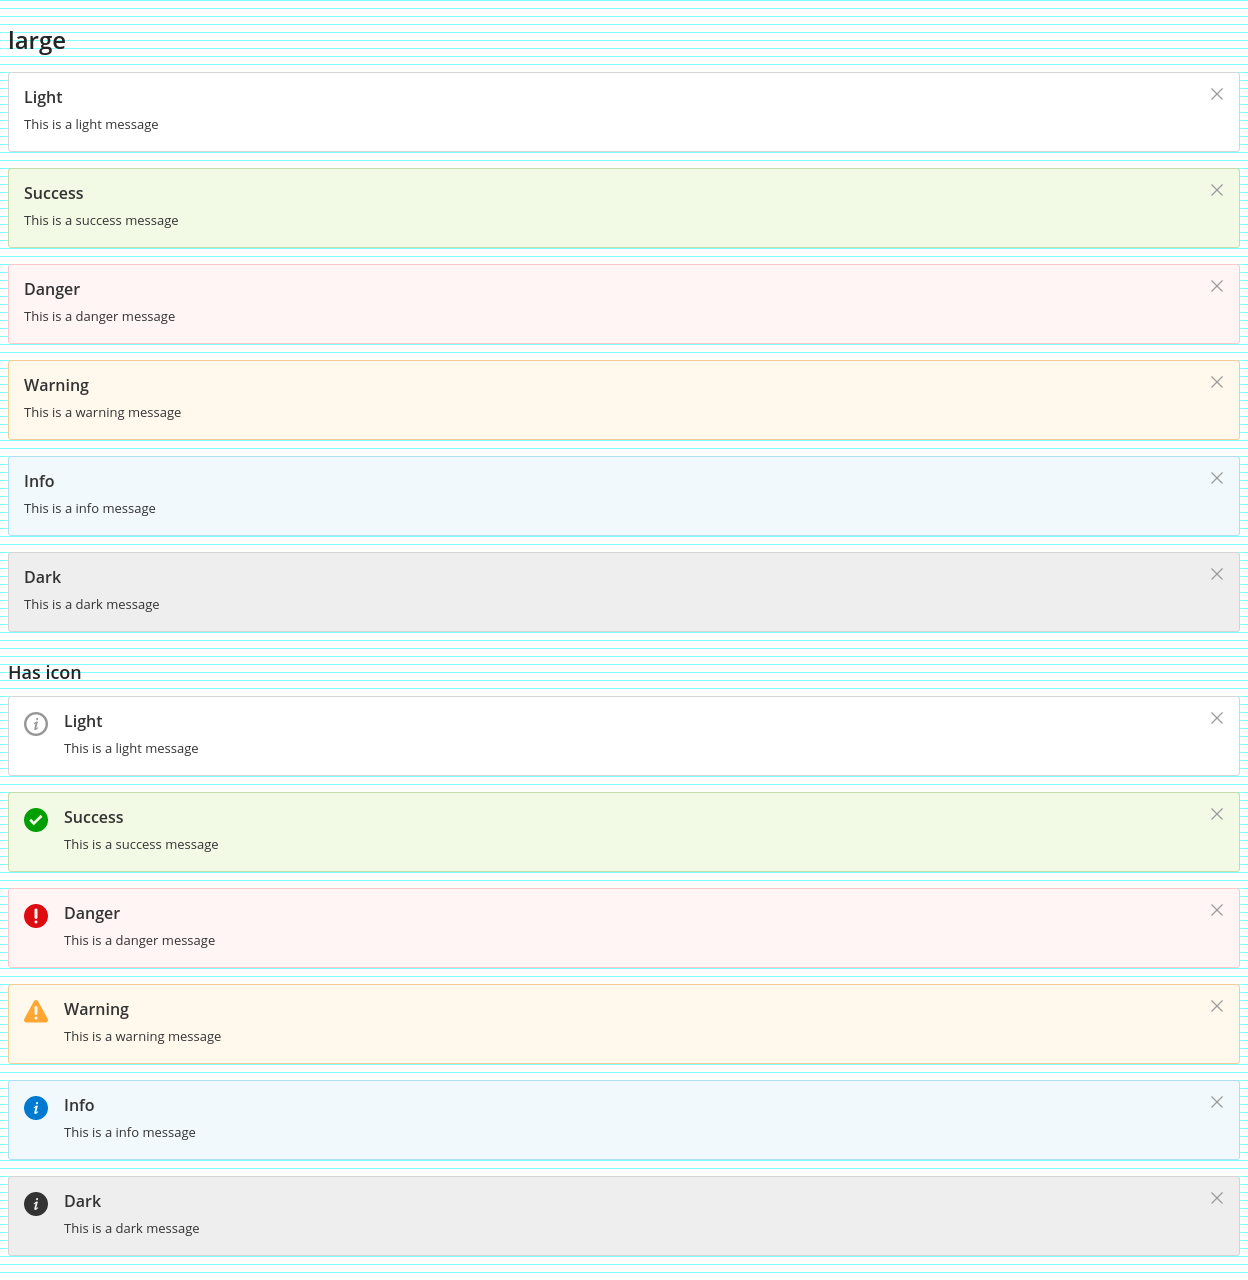 large
Light
This is a light message
Success
This is a success message
Danger
This is a danger message
Warning
This is a warning message
Info
This is a info message
Dark
This is a dark message
Has icon
Light
This is a light message
Success
This is a success message
Danger
This is a danger message
Warning
This is a warning message
Info
This is a info message
Dark
This is a dark message